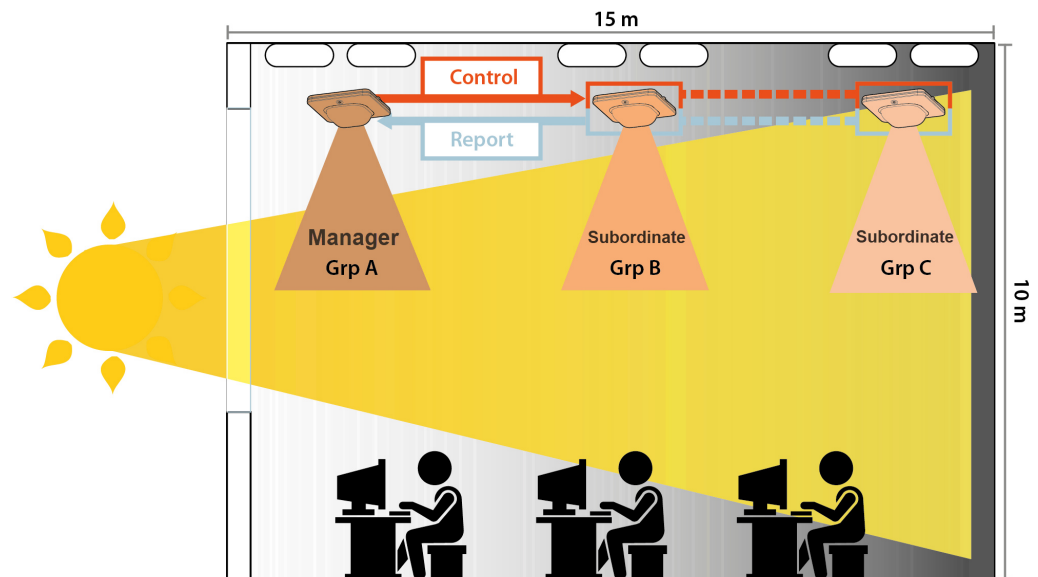 15 m
Control
Report
Manager
Grp A
Subordinate
Grp B
Subordinate
Grp C
10 m